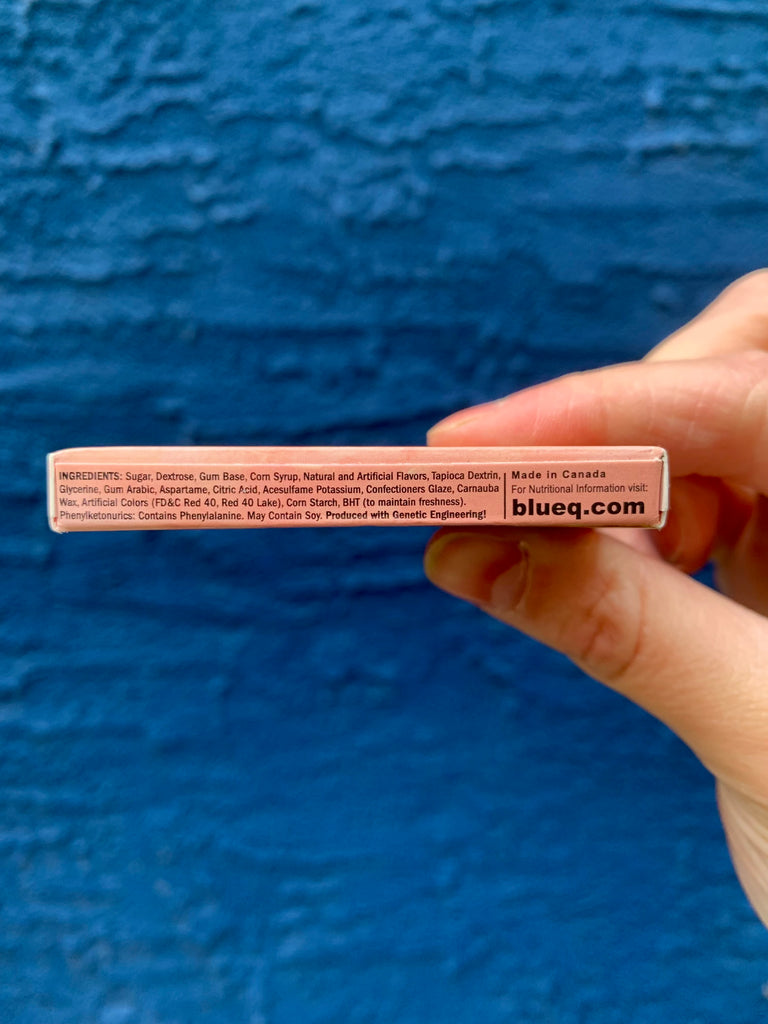 INGREDIENTS: Sugar, Dextrose, Gum Base, Corn Syrup, Natural and Artificial Flavors, Tapioca Dextrin,
Glycerine, Gum Arabic, Aspartame, Citric Acid, Acesulfame Potassium, Confectioners Glaze, Carnauba
Wax, Artificial Colors (FD&C Red 40, Red 40 Lake), Corn Starch, BHT (to maintain freshness).
Phenylketonurics: Contains Phenylalanine. May Contain Soy. Produced with Genetic Engineering!
Made in Canada
For Nutritional Information visit:
blueq.com